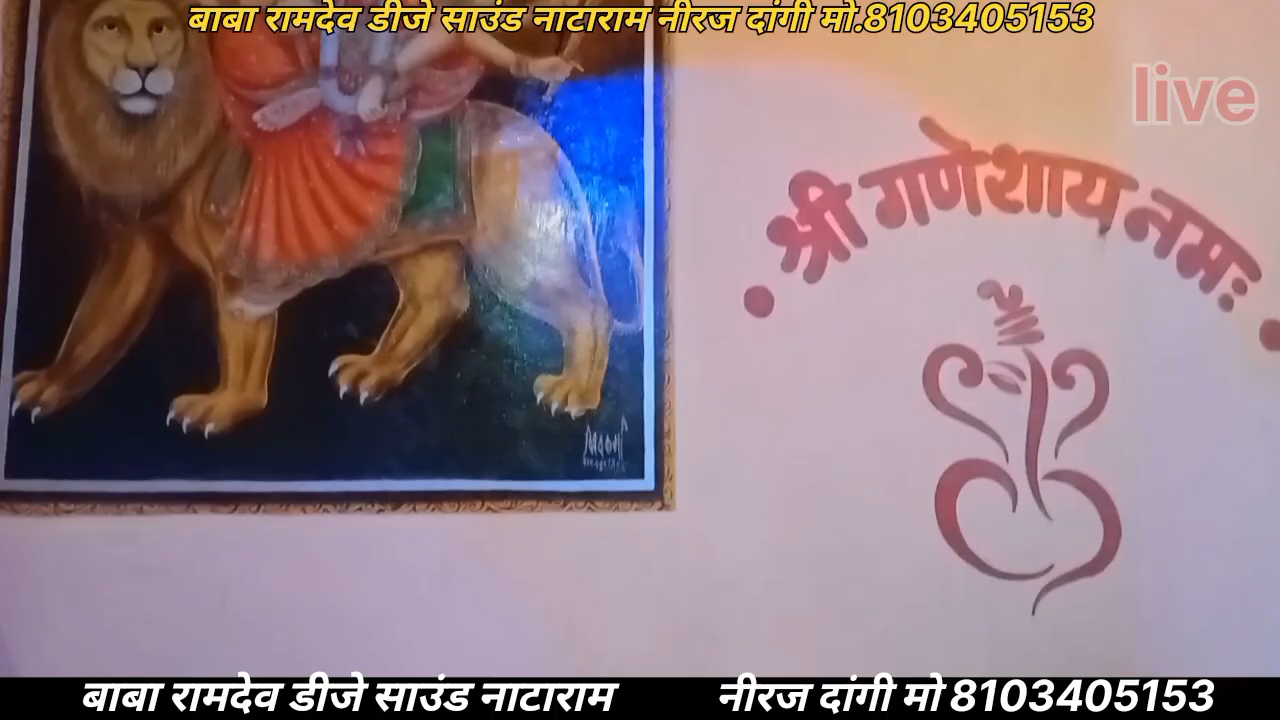 बाबा रामदेव डीजे साउंड नाटाराम नीरज दांगी मो.8103405153
live
श्री गणेशाय नमः
बाबा रामदेव डीजे साउंड नाटाराम नीरज दांगी मो 8103405153